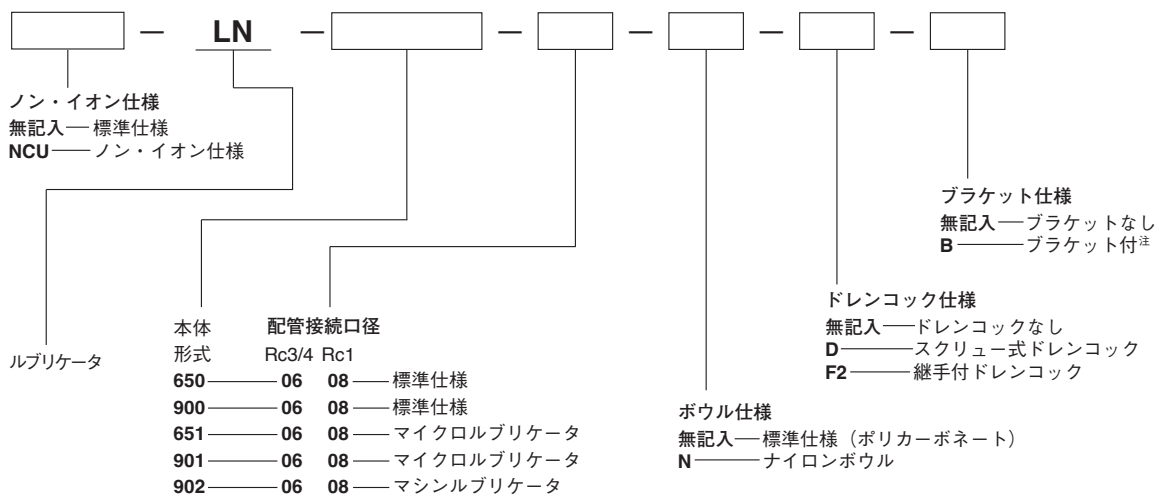 — LN — — — — —
ノン・イオン仕様
無記入──標準仕様
NCU──ノン・イオン仕様
ルブリケータ
本体
形式
配管接続口径
Rc3/4 Rc1
650──06 08──標準仕様
900──06 08──標準仕様
651──06 08──マイクロルブリケータ
901──06 08──マイクロルブリケータ
902──06 08──マシンルブリケータ
ボウル仕様
無記入──標準仕様（ポリカーボネート）
N──ナイロンボウル
ドレンコック仕様
無記入──ドレンコックなし
D──スクリュー式ドレンコック
F2──継手付ドレンコック
ブラケット仕様
無記入──ブラケットなし
B──ブラケット付注